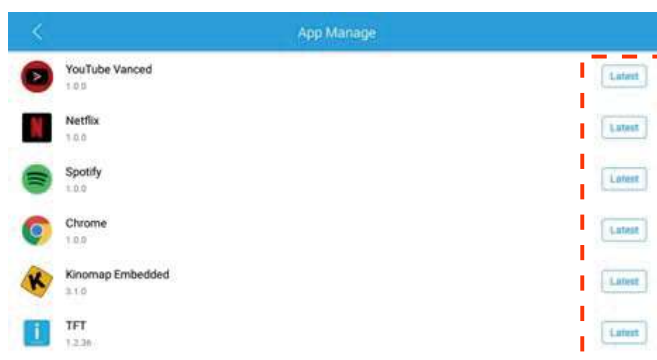 App Manage
YouTube Vanced
1.0.0
Latest
Netflix
1.0.0
Latest
Spotify
1.0.0
Latest
Chrome
1.0.0
Latest
Kinomap Embedded
3.1.0
Latest
TFT
1.2.36
Latest